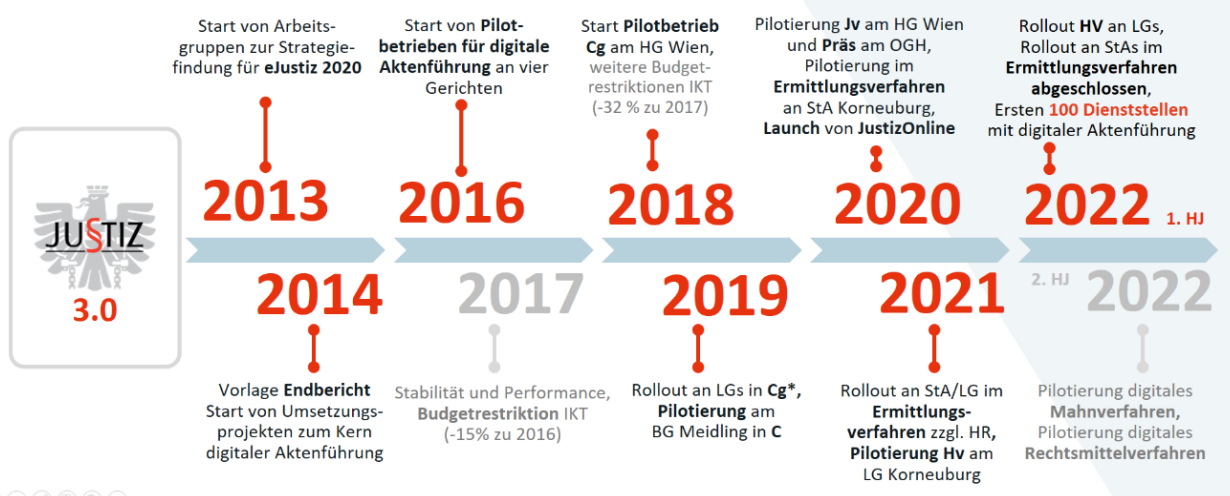 JUSTIZ
3.0
Start von Arbeits-
gruppen zur Strategie-
findung für eJustiz 2020
2013
2014
Vorlage Endbericht
Start von Umsetzungs-
projekten zum Kern
digitaler Aktenführung
Start von Pilot-
betrieben für digitale
Aktenführung an vier
Gerichten
2016
2017
Stabilität und Performance,
Budgetrestriktion IKT
(-15% zu 2016)
Start Pilotbetrieb
Cg am HG Wien,
weitere Budget-
restriktionen IKT
(-32 % zu 2017)
2018
2019
Rollout an LGs in Cg*,
Pilotierung am
BG Meidling in C
Pilotierung Jv am HG Wien
und Präs am OGH,
Pilotierung im
Ermittlungsverfahren
an StA Korneuburg,
Launch von JustizOnline
2020
2021
Rollout an StA/LG im
Ermittlungs-
verfahren zzgl. HR,
Pilotierung Hv am
LG Korneuburg
Rollout HV an LGs,
Rollout an StAs im
Ermittlungsverfahren
abgeschlossen,
Ersten 100 Dienststellen
mit digitaler Aktenführung
2022 1. HJ
2. HJ 2022
Pilotierung digitales
Mahnverfahren,
Pilotierung digitales
Rechtsmittelverfahren